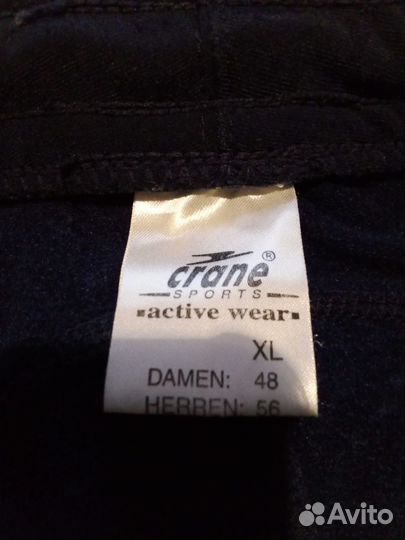 crane®
SPORTS
▪active wear▪
XL
DAMEN: 48
HERREN: 56
Avito